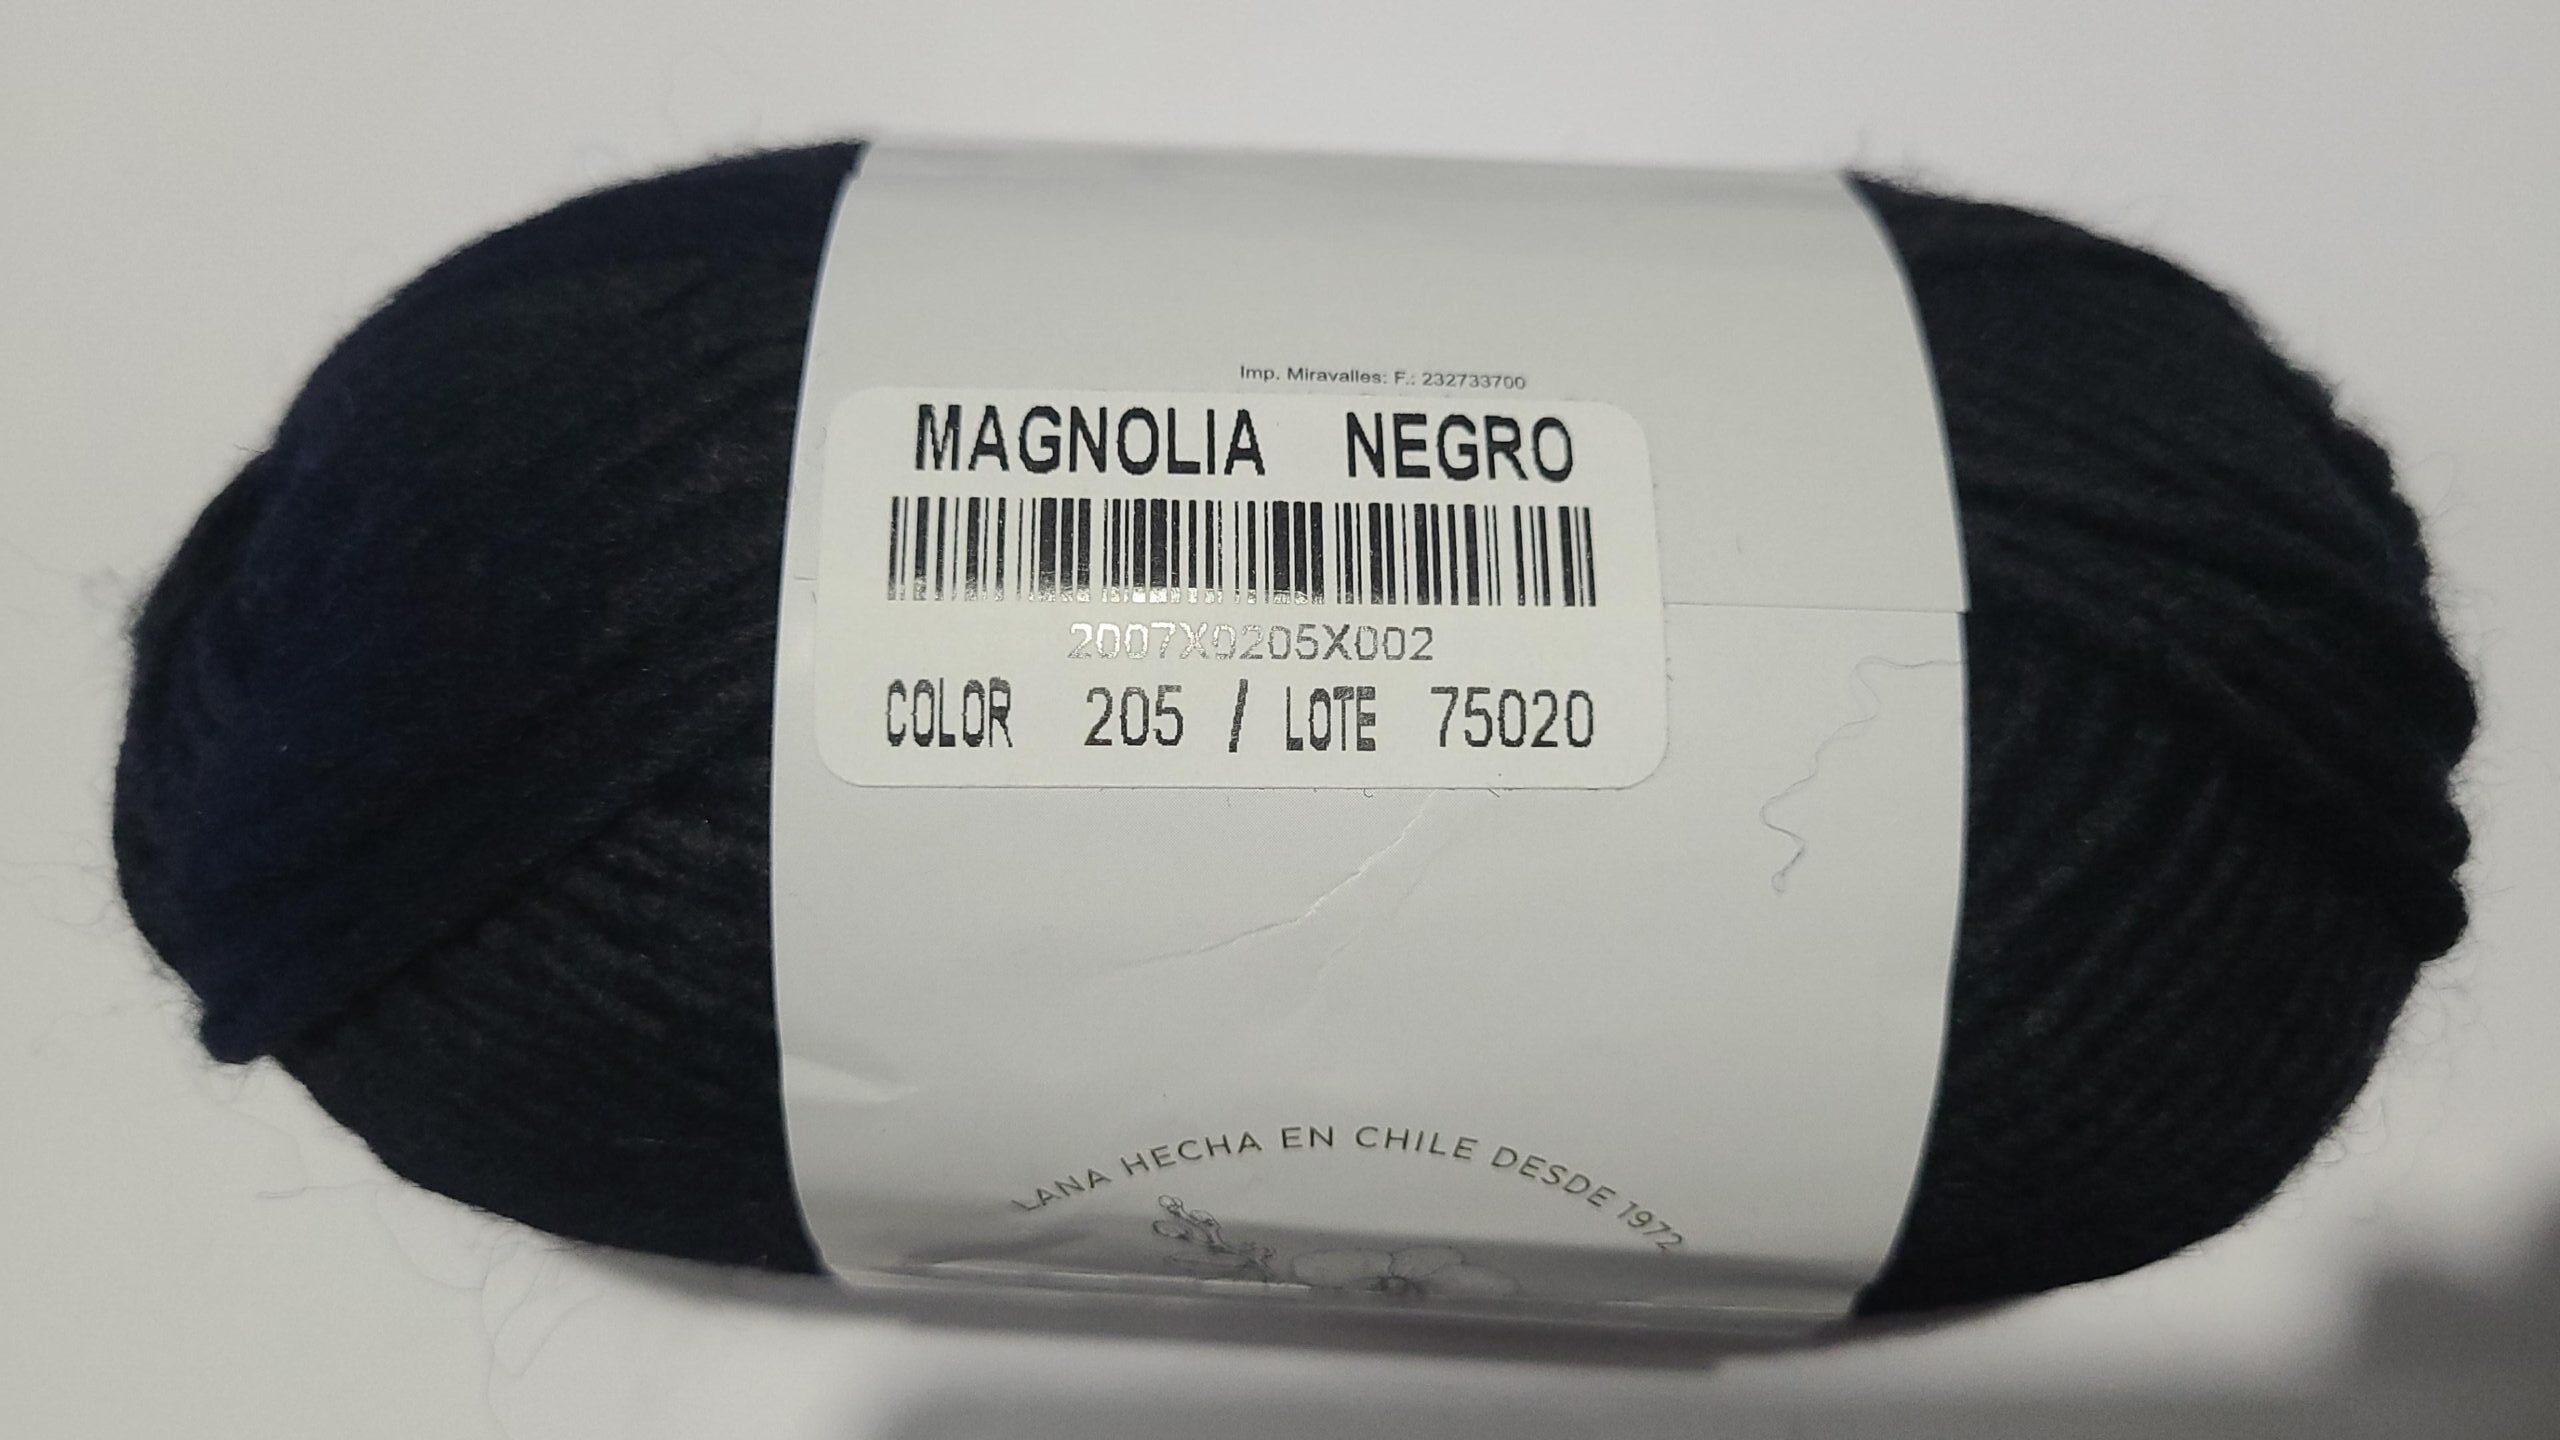 Imp. Miravalles: F.: 232733700
MAGNOLIA NEGRO
2007X0205X002
COLOR 205 / LOTE 75020
LANA HECHA EN CHILE DESDE 1972